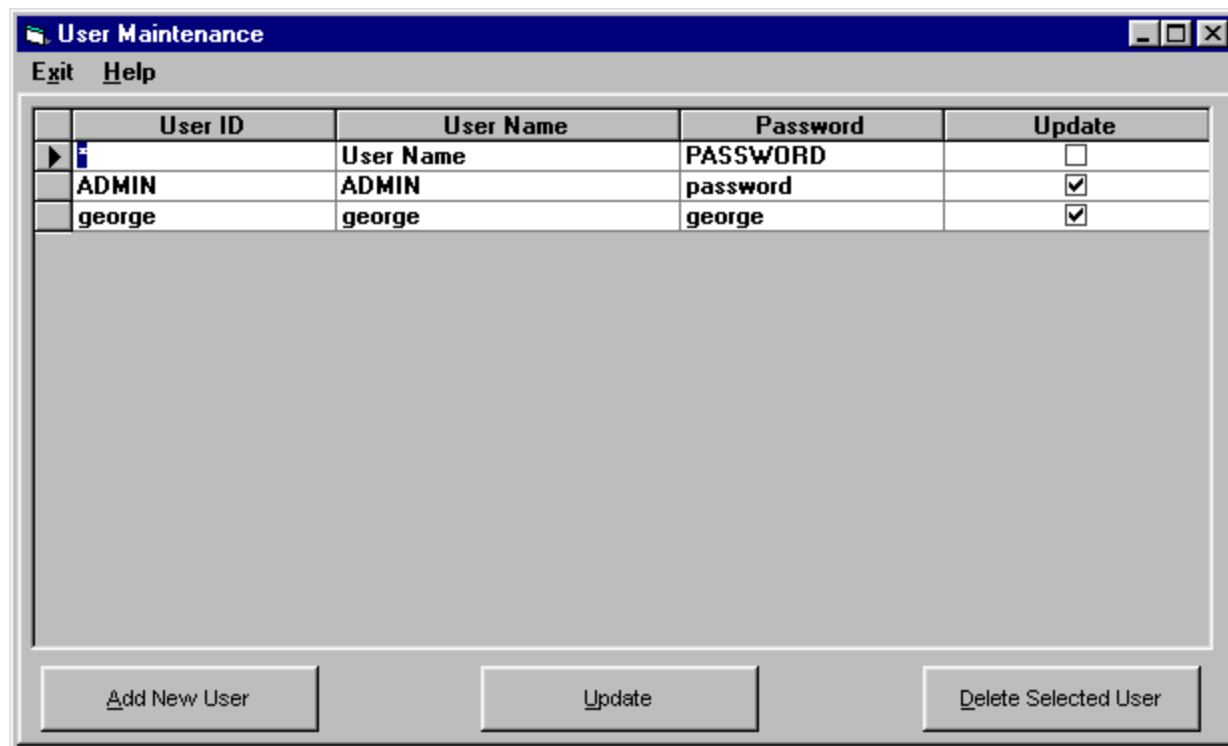 User Maintenance
Exit Help
User ID User Name Password Update
* User Name PASSWORD
ADMIN ADMIN password
george george george
Add New User Update Delete Selected User